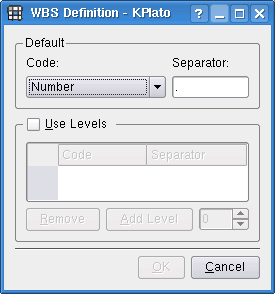 WBS Definition - KPlato
Default
Code: Separator:
Number .
Use Levels
Code Separator
Remove Add Level 0
OK Cancel